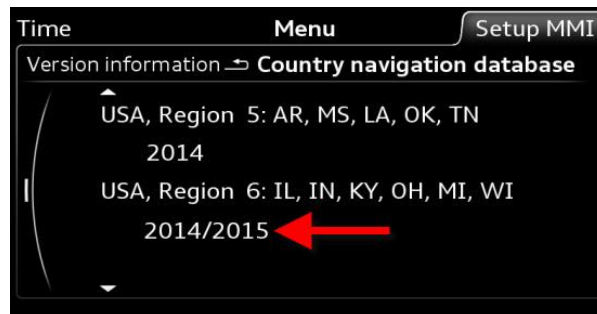 Time Menu Setup MMI
Version information Country navigation database
USA, Region 5: AR, MS, LA, OK, TN
2014
USA, Region 6: IL, IN, KY, OH, MI, WI
2014/2015